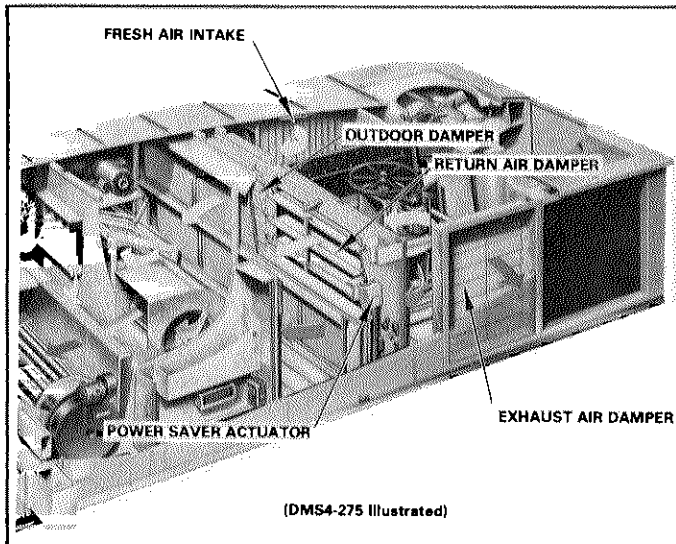 FRESH AIR INTAKE
OUTDOOR DAMPER
RETURN AIR DAMPER
POWER SAVER ACTUATOR
EXHAUST AIR DAMPER
(DMS4-275 Illustrated)